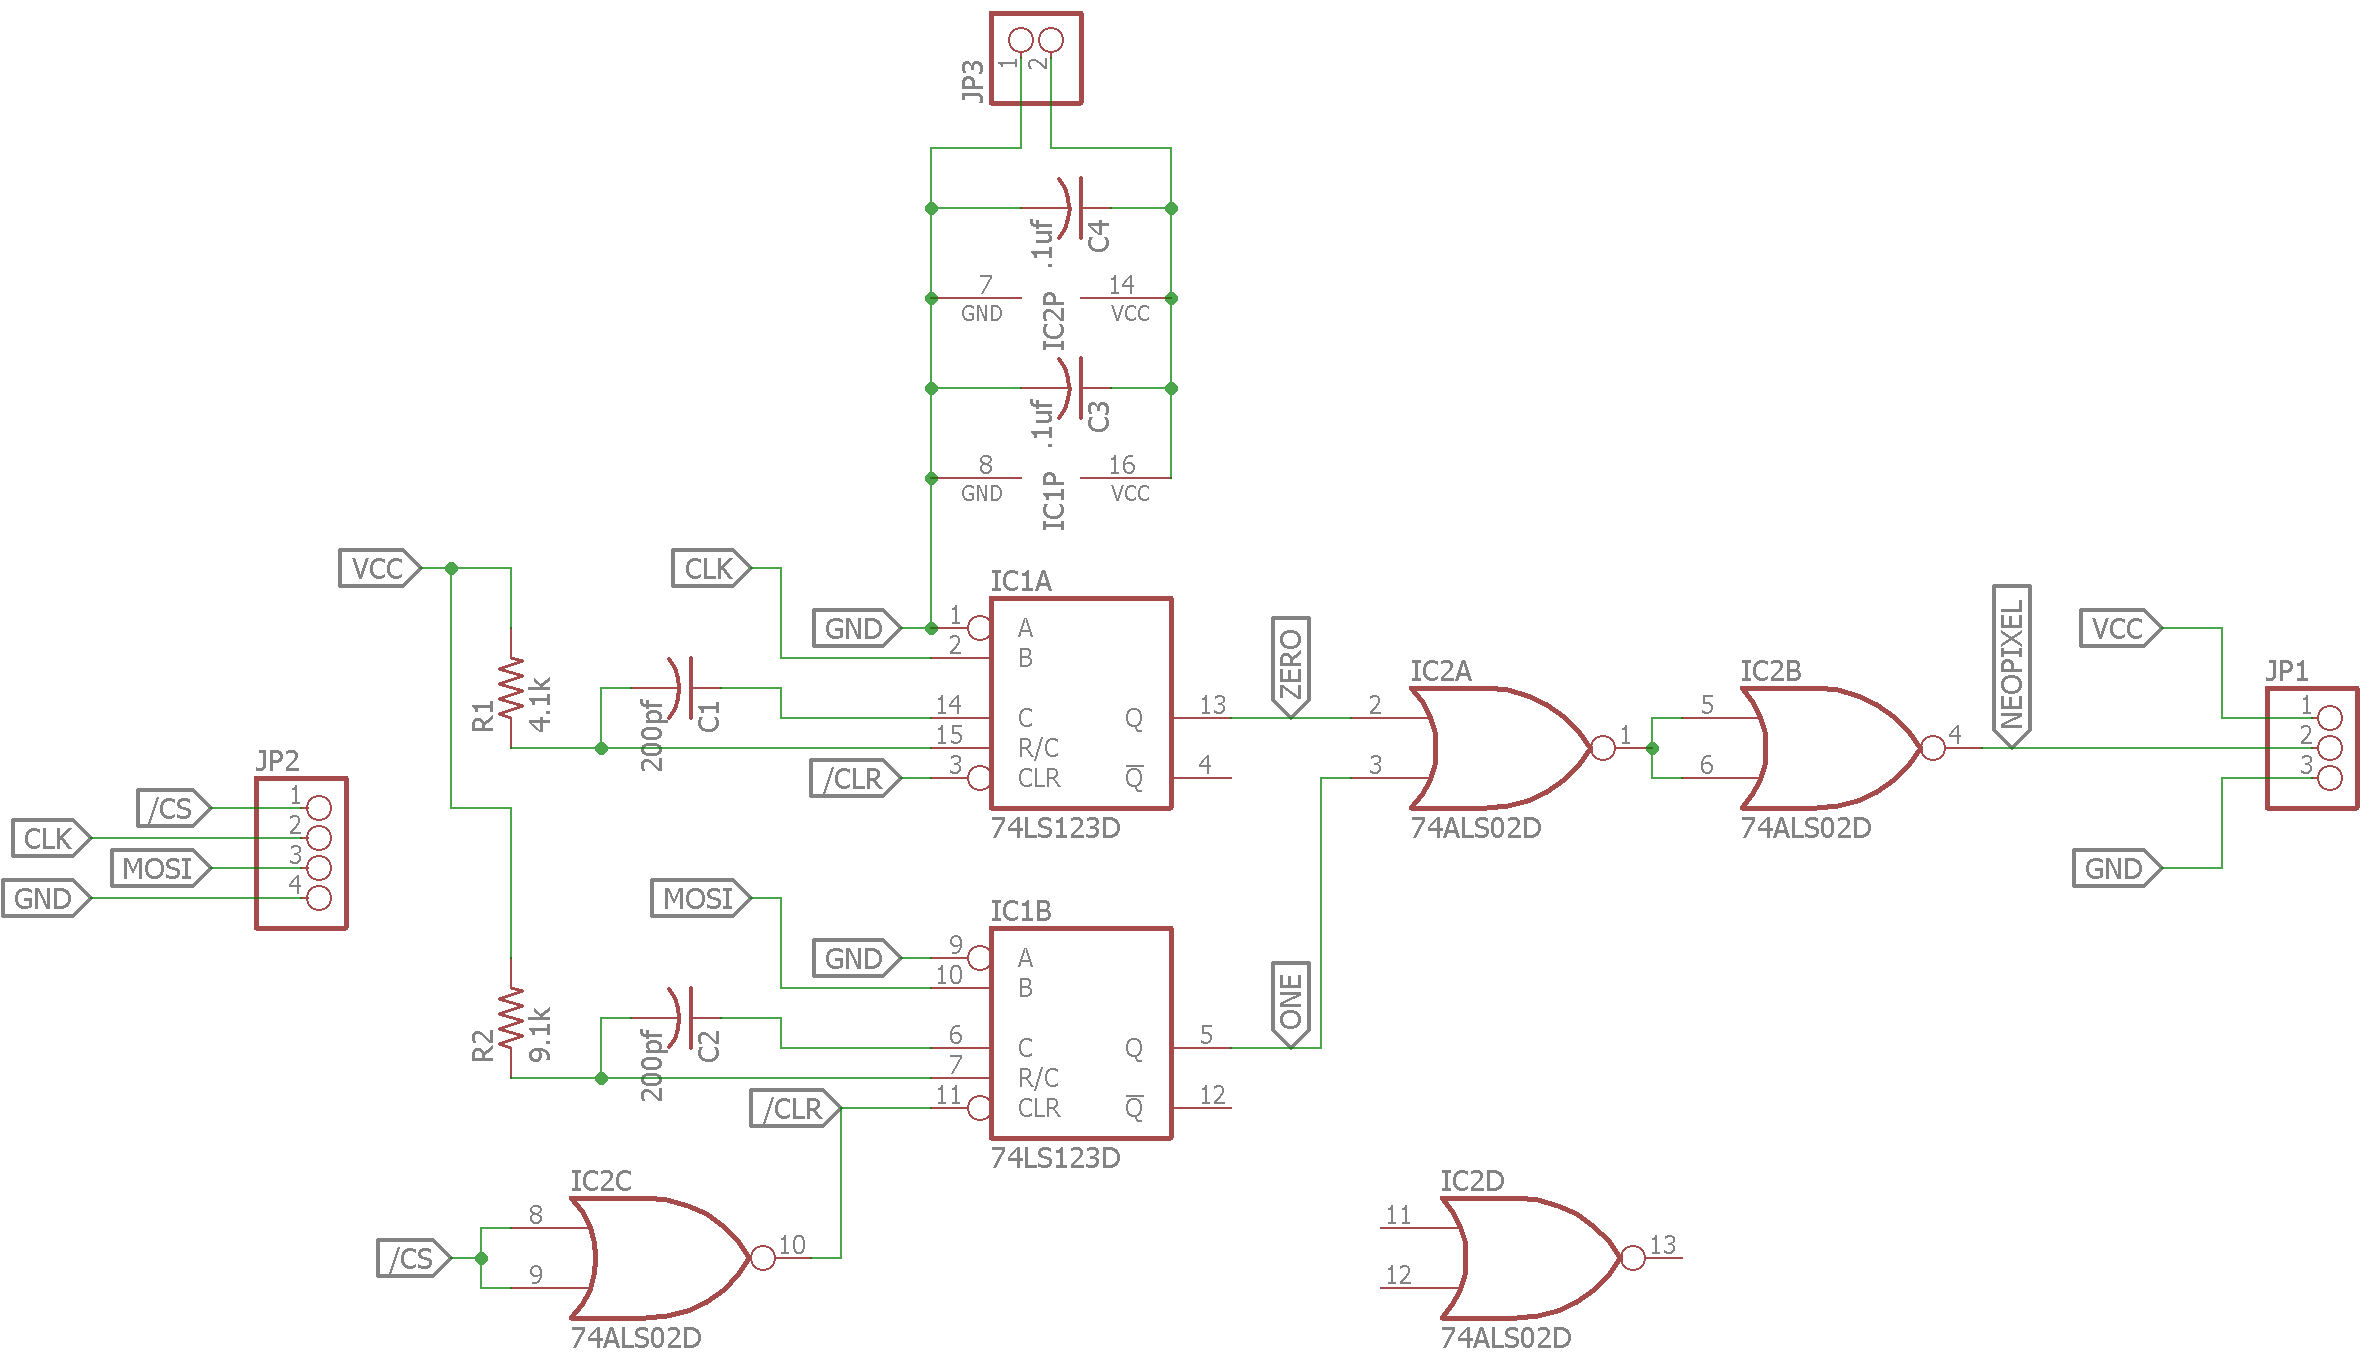 JP3
1
2
.1uf
C4
7
GND
14
VCC
IC2P
.1uf
C3
8
GND
16
VCC
IC1P
VCC
R1
4.1k
CLK
GND
200pf
C1
/CLR
IC1A
1
2
14
15
3
A
B
C
R/C
CLR
Q
Q
13
4
74LS123D
ZERO
IC2A
2
3
1
74ALS02D
IC2B
5
6
4
74ALS02D
NEOPIXEL
VCC
GND
JP1
1
2
3
JP2
/CS
CLK
MOSI
GND
1
2
3
4
R2
9.1k
MOSI
GND
200pf
C2
/CLR
IC1B
9
10
6
7
11
A
B
C
R/C
CLR
Q
Q
5
12
74LS123D
ONE
/CS
IC2C
8
9
10
74ALS02D
IC2D
11
12
13
74ALS02D